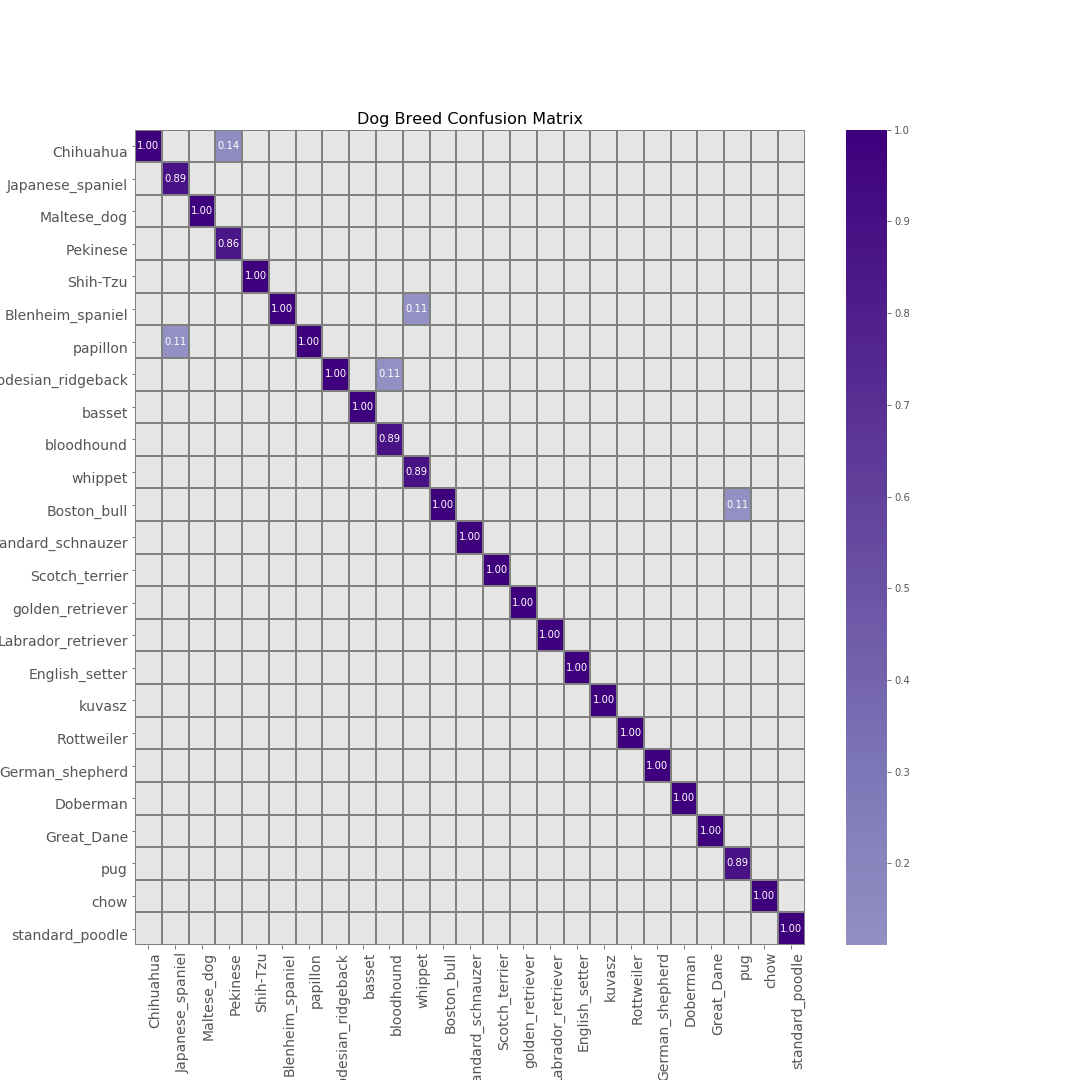 Dog Breed Confusion Matrix
Chihuahua 1.00 0.14
Japanese_spaniel 0.89
Maltese_dog 1.00
Pekinese 0.86
Shih-Tzu 1.00
Blenheim_spaniel 1.00 0.11
papillon 0.11 1.00
odesian_ridgeback 1.00 0.11
basset 1.00
bloodhound 0.89
whippet 0.89
Boston_bull 1.00 0.11
andard_schnauzer 1.00
Scotch_terrier 1.00
golden_retriever 1.00
Labrador_retriever 1.00
English_setter 1.00
kuvasz 1.00
Rottweiler 1.00
German_shepherd 1.00
Doberman 1.00
Great_Dane 1.00
pug 0.89
chow 1.00
standard_poodle 1.00
Chihuahua
Japanese_spaniel
Maltese_dog
Pekinese
Shih-Tzu
Blenheim_spaniel
papillon
odesian_ridgeback
basset
bloodhound
whippet
Boston_bull
andard_schnauzer
Scotch_terrier
golden_retriever
abrador_retriever
English_setter
kuvasz
Rottweiler
German_shepherd
Doberman
Great_Dane
pug
chow
standard_poodle
1.0
0.9
0.8
0.7
0.6
0.5
0.4
0.3
0.2